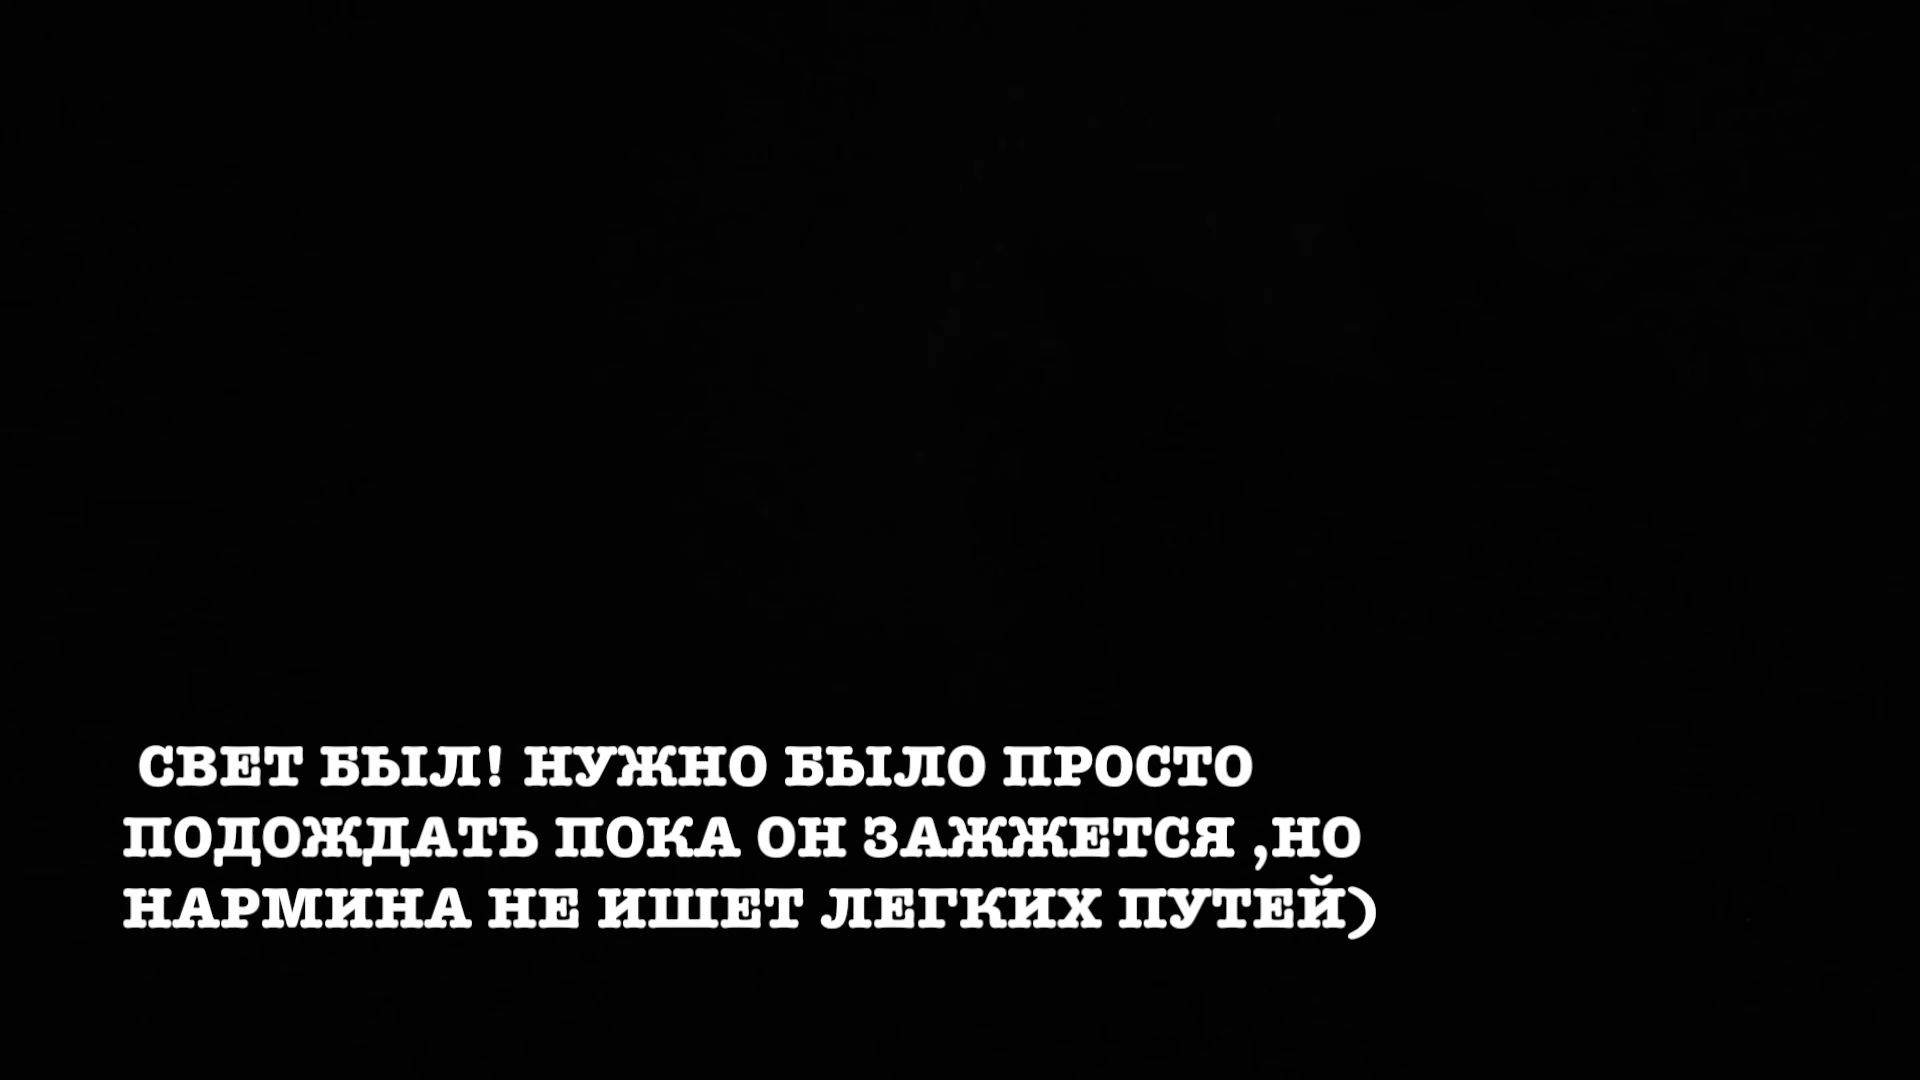 СВЕТ БЫЛ! НУЖНО БЫЛО ПРОСТО
ПОДОЖДАТЬ ПОКА ОН ЗАЖЖЕТСЯ ,НО
НАРМИНА НЕ ИШЕТ ЛЕГКИХ ПУТЕЙ)